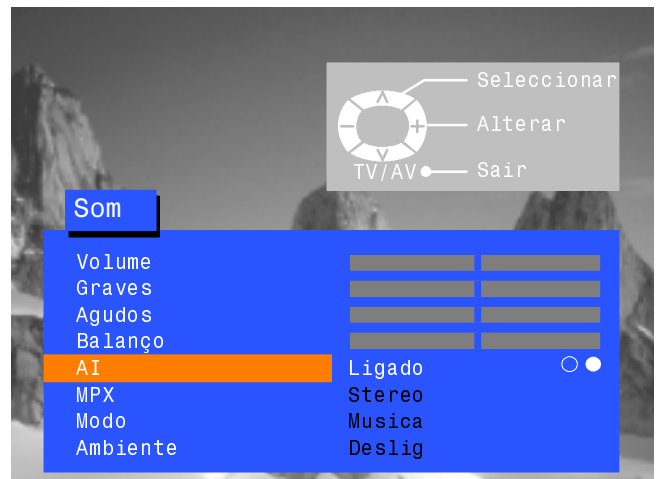 Seleccionar
Alterar
TV/AV Sair
Som
Volume
Graves
Agudos
Balanço
AI Ligado
MPX Stereo
Modo Musica
Ambiente Deslig